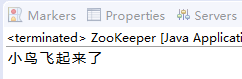 Markers Properties Servers
<terminated> ZooKeeper [Java Applicati
小鸟飞起来了